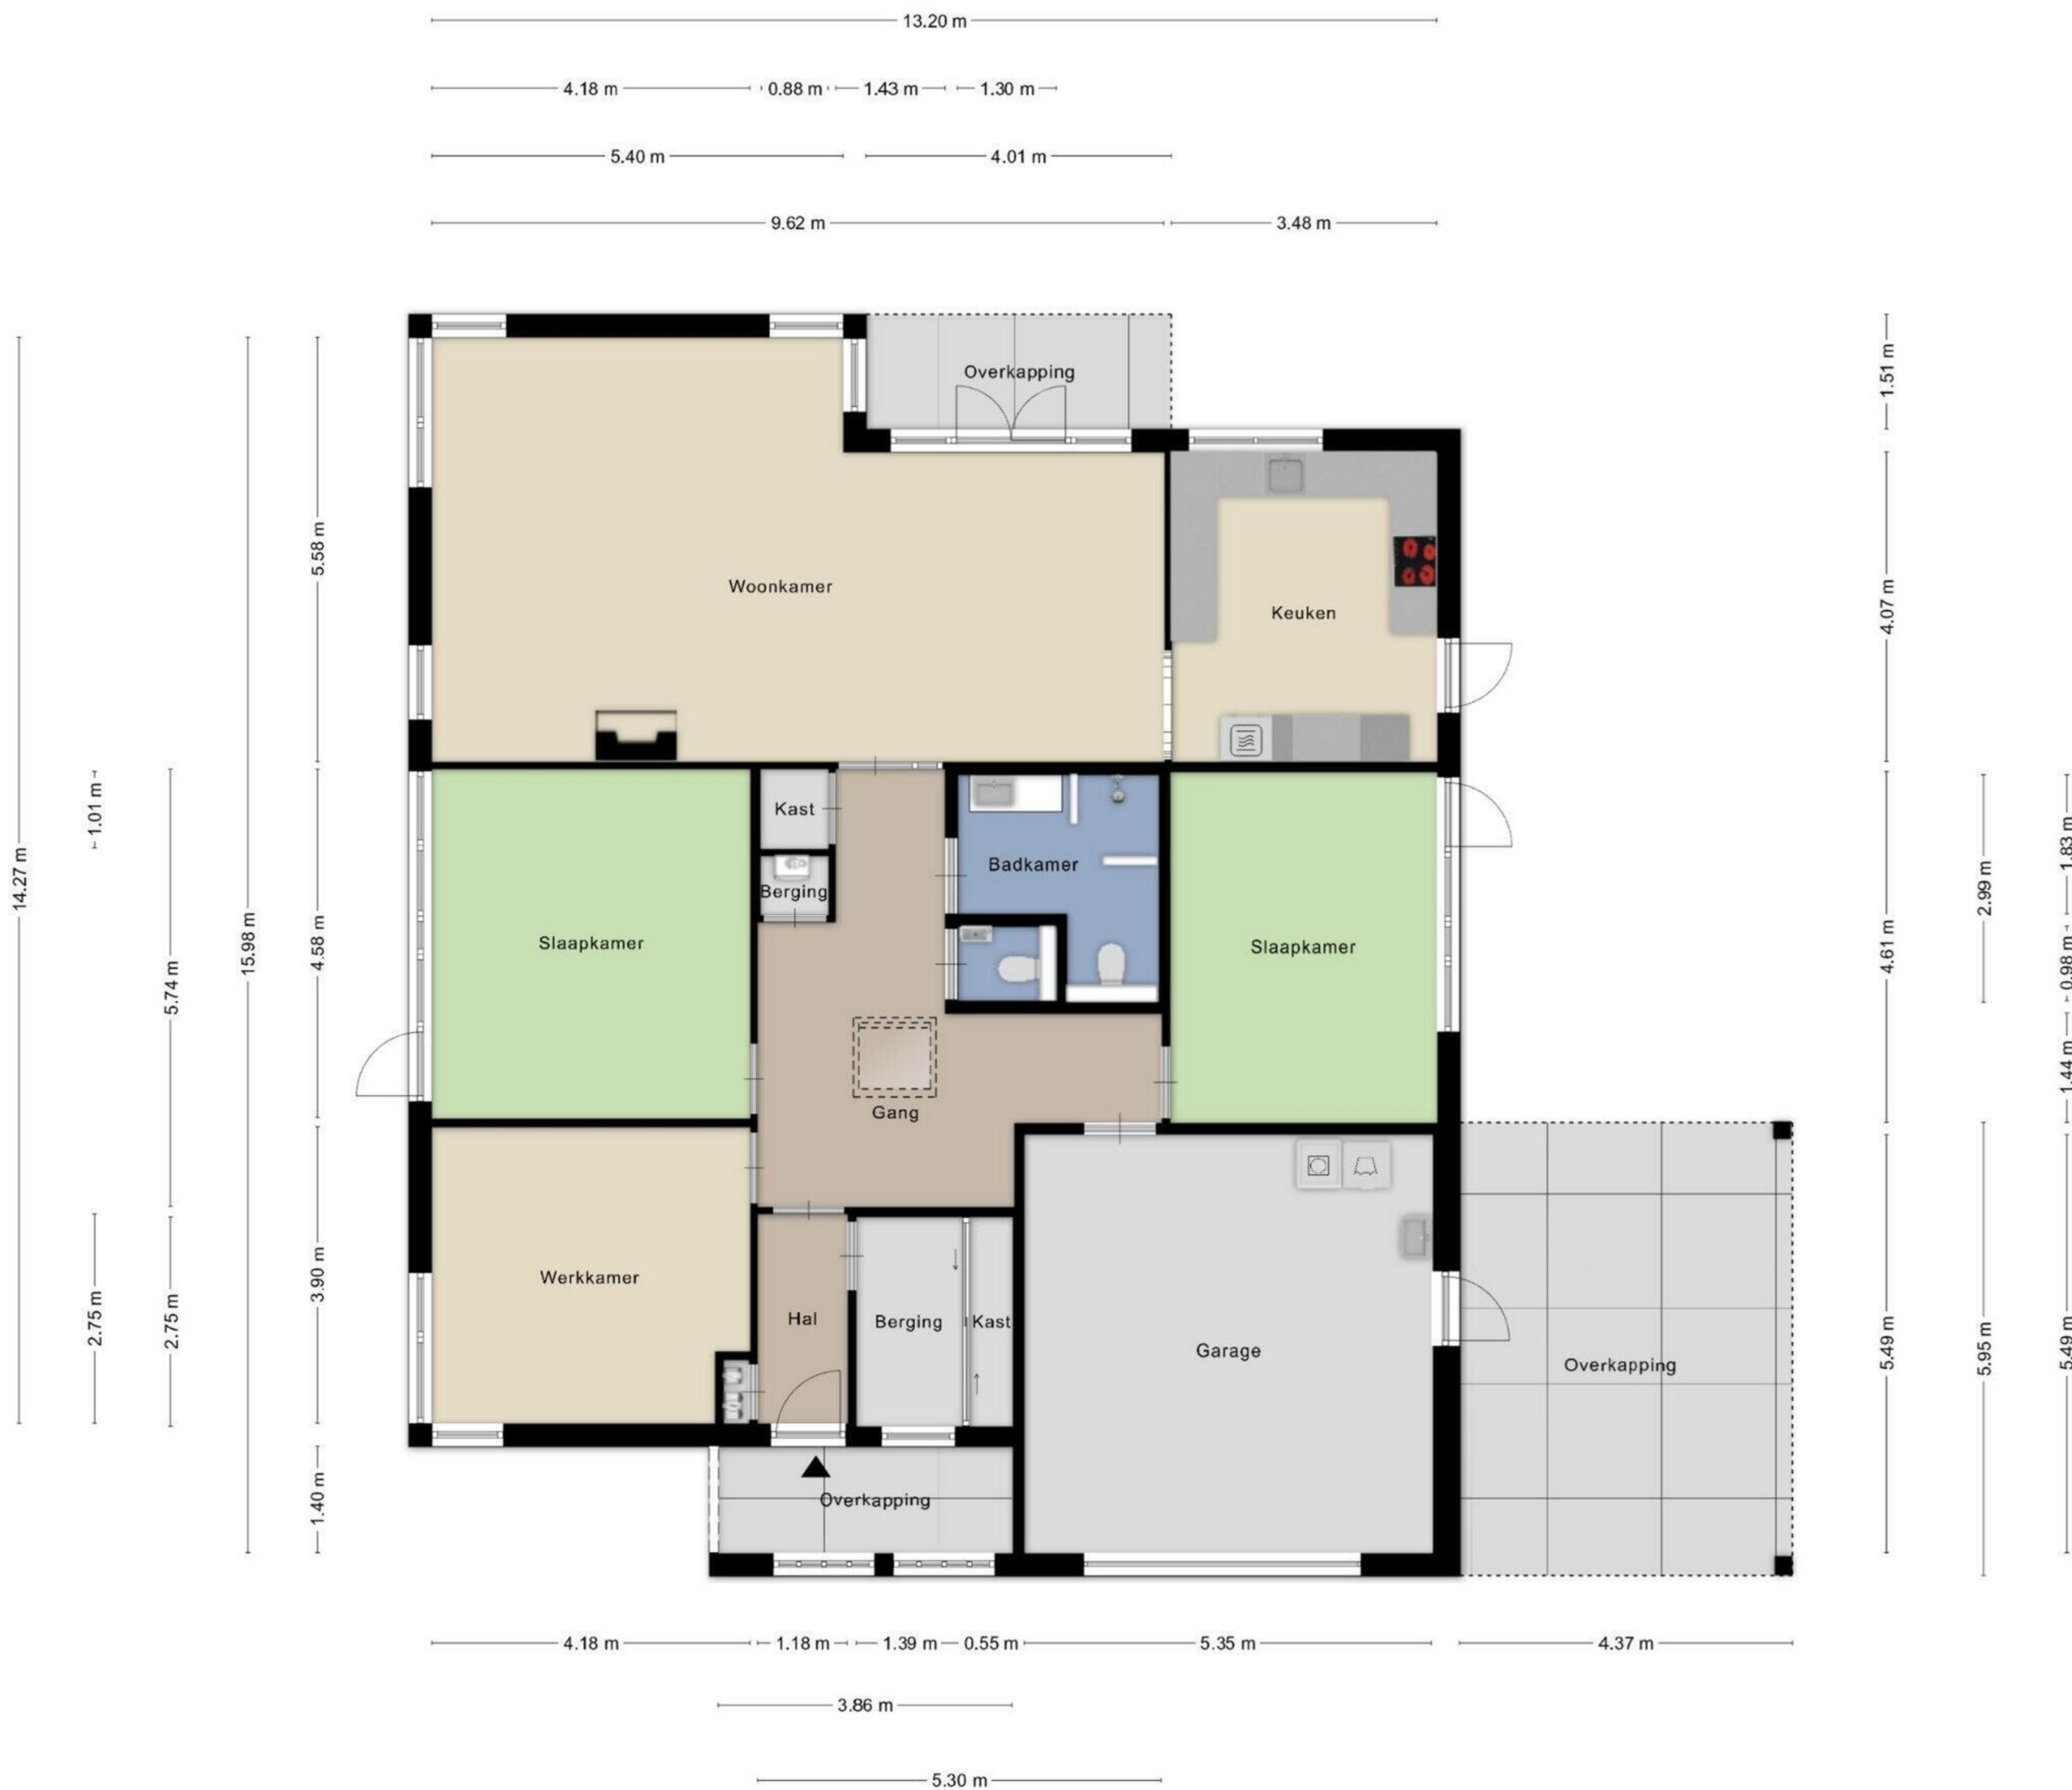 13.20 m
4.18 m 0.88 m 1.43 m 1.30 m
5.40 m 4.01 m
9.62 m 3.48 m
Overkapping
1.51 m
Woonkamer
Keuken
5.58 m
4.07 m
1.01 m
Kast
Badkamer
Berging
Slaapkamer
Slaapkamer
14.27 m
15.98 m
4.58 m
5.74 m
4.61 m
2.99 m
1.83 m
0.98 m
1.44 m
Gang
Werkkamer
Hal
Berging
Kast
Garage
Overkapping
2.75 m
2.75 m
3.90 m
5.49 m
5.95 m
5.49 m
Overkapping
1.40 m
4.18 m 1.18 m 1.39 m 0.55 m 5.35 m 4.37 m
3.86 m
5.30 m